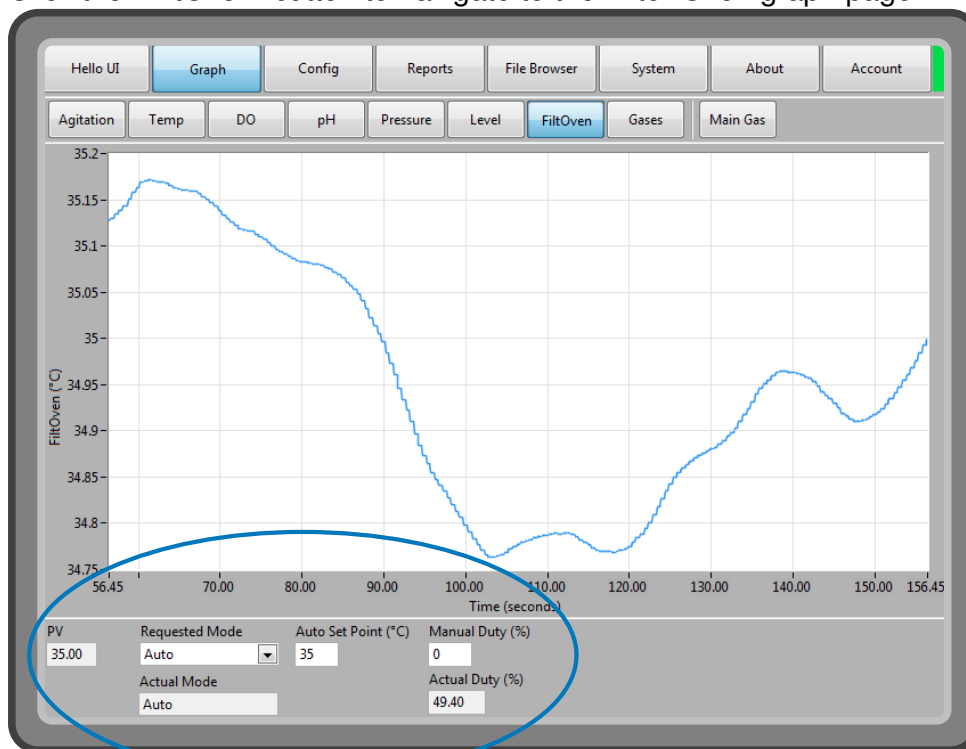 Hello UI Graph Config Reports File Browser System About Account
Agitation Temp DO pH Pressure Level FiltOven Gases Main Gas
35.2
35.15
35.1
35.05
35
34.95
34.9
34.85
34.8
34.75
FiltOven (°C)
56.45 70.00 80.00 90.00 100.00 110.00 120.00 130.00 140.00 150.00 156.45
Time (seconds)
PV Requested Mode Auto Set Point (°C) Manual Duty (%)
35.00 Auto 35 0
Actual Mode Actual Duty (%)
Auto 49.40